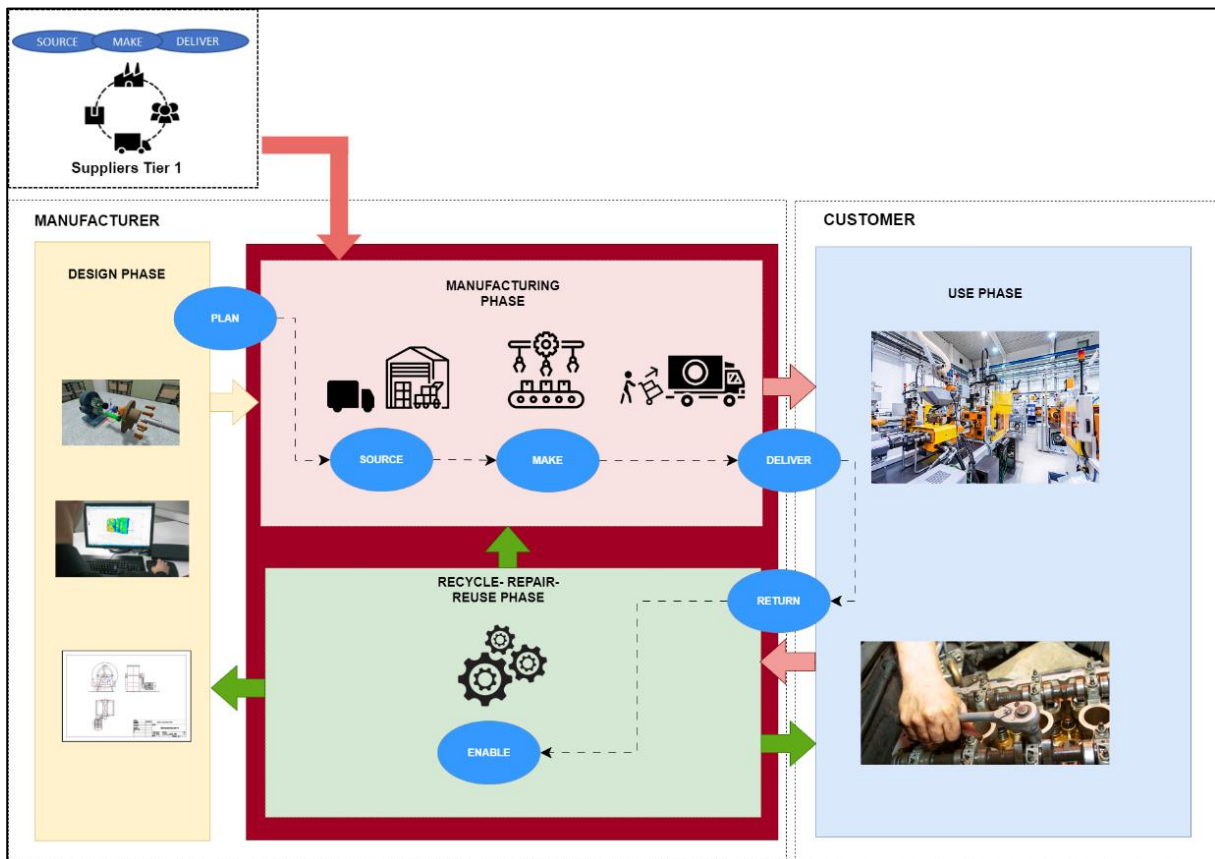 SOURCE
MAKE
DELIVER
Suppliers Tier 1
MANUFACTURER
CUSTOMER
DESIGN PHASE
MANUFACTURING
PHASE
USE PHASE
PLAN
SOURCE
MAKE
DELIVER
RECYCLE- REPAIR-
REUSE PHASE
RETURN
ENABLE